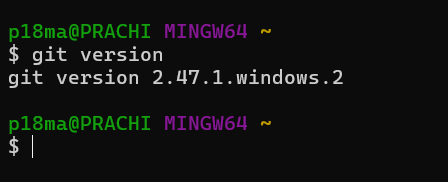 p18ma@PRACHI MINGW64 ~
$ git version
git version 2.47.1.windows.2
p18ma@PRACHI MINGW64 ~
$